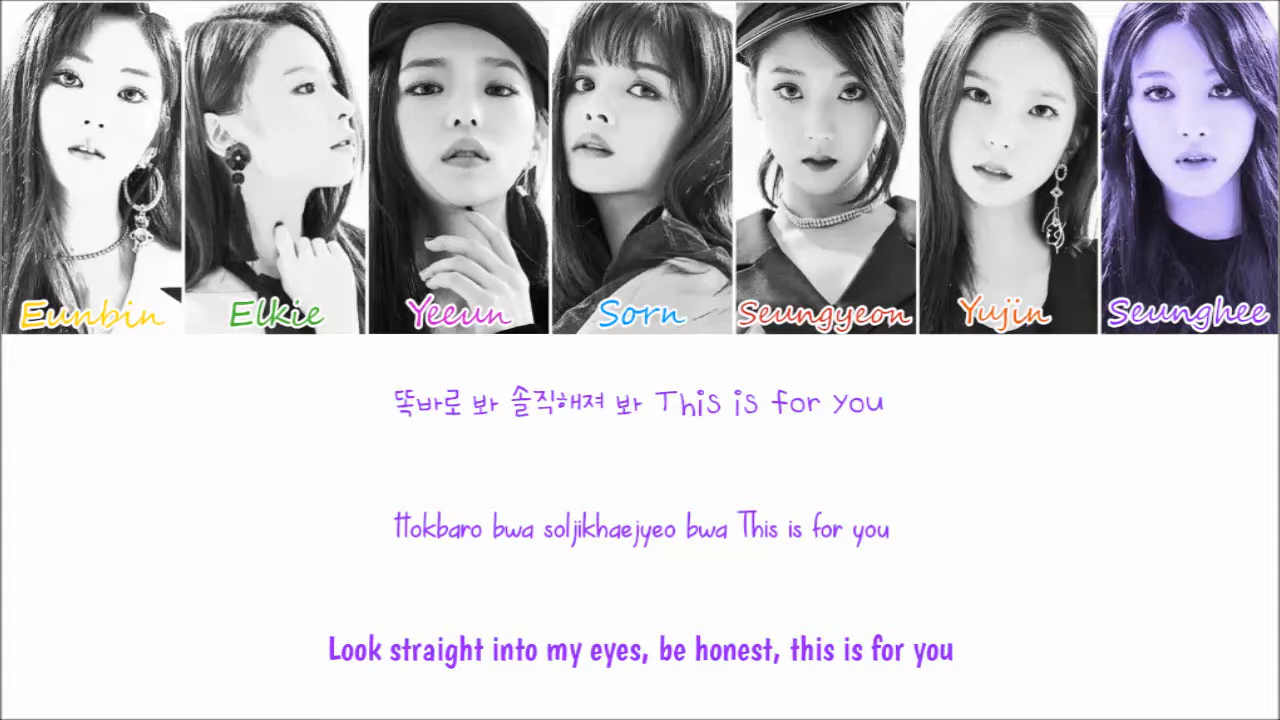 Eunbin Elkie Yeeun Sorn Seungyeon Yujin Seunghee
똑바로 봐 솔직해져 봐 This is for you
ttokbaro bwa soljikhaejyeo bwa This is for you
Look straight into my eyes, be honest, this is for you